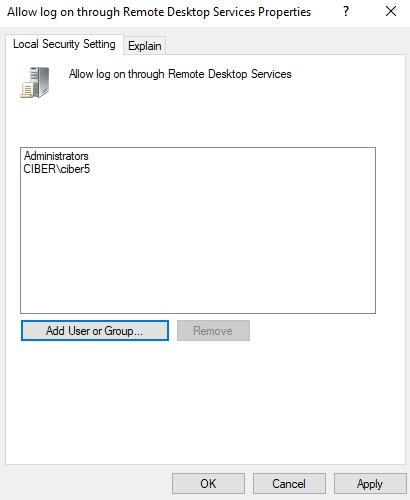 Allow log on through Remote Desktop Services Properties ? X
Local Security Setting Explain
Allow log on through Remote Desktop Services
Administrators
CIBER\ciber5
Add User or Group... Remove
OK Cancel Apply